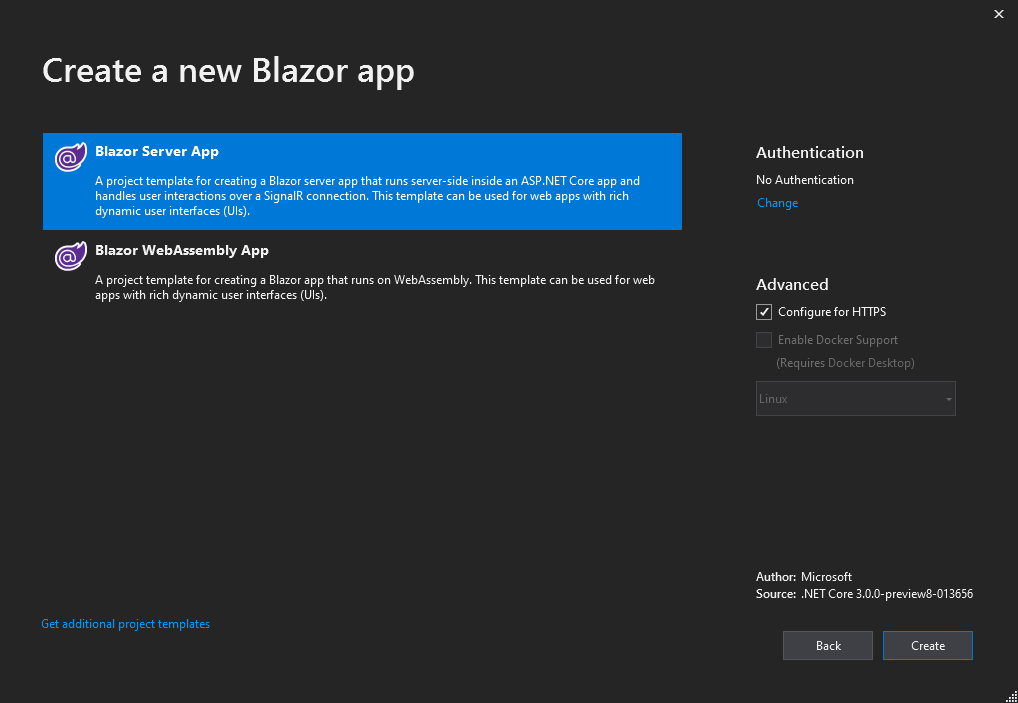 Create a new Blazor app
Blazor Server App
A project template for creating a Blazor server app that runs server-side inside an ASP.NET Core app and
handles user interactions over a SignalR connection. This template can be used for web apps with rich
dynamic user interfaces (UIs).
Blazor WebAssembly App
A project template for creating a Blazor app that runs on WebAssembly. This template can be used for web
apps with rich dynamic user interfaces (UIs).
Get additional project templates
Authentication
No Authentication
Change
Advanced
Configure for HTTPS
Enable Docker Support
(Requires Docker Desktop)
Linux
Author: Microsoft
Source: .NET Core 3.0.0-preview8-013656
Back
Create